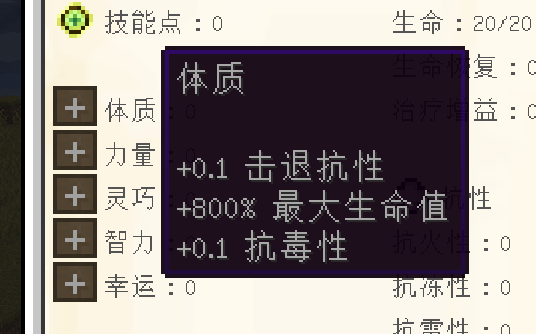 技能点：0
生命：20/20
生命恢复：0
体质：0
治疗增益：0
力量
灵巧
智力
幸运：0
体质
+0.1 击退抗性
+800% 最大生命值
+0.1 抗毒性
抗性
抗火性：0
抗冻性：0
抗雷性：0